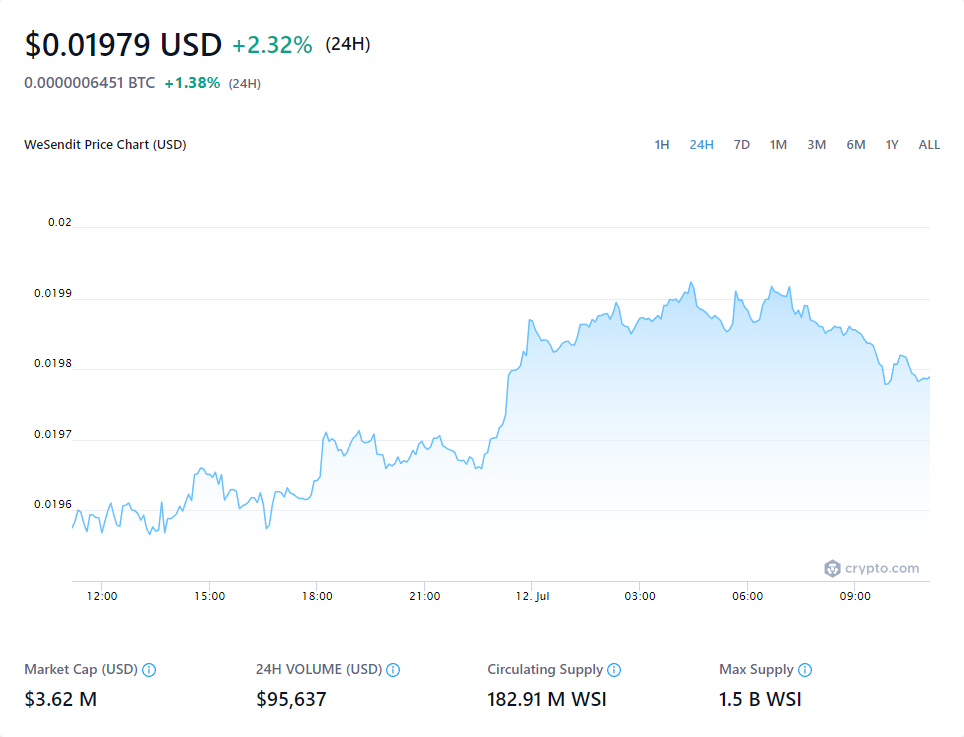 $0.01979 USD +2.32% (24H)
0.0000006451 BTC +1.38% (24H)
WeSendit Price Chart (USD) 1H 24H 7D 1M 3M 6M 1Y ALL
0.02
0.0199
0.0198
0.0197
0.0196
crypto.com
12:00 15:00 18:00 21:00 12. Jul 03:00 06:00 09:00
Market Cap (USD) 24H VOLUME (USD) Circulating Supply Max Supply
$3.62 M $95,637 182.91 M WSI 1.5 B WSI